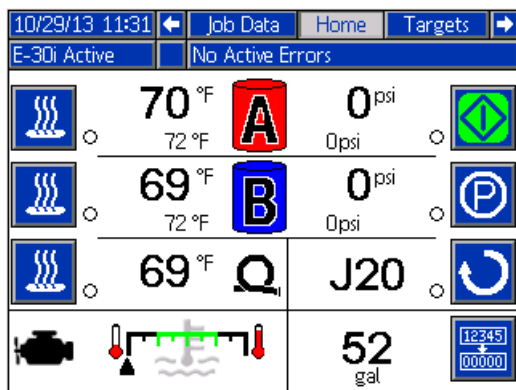 10/29/13 11:31 Job Data Home Targets
E-30i Active No Active Errors
70 °F A 0 psi
72 °F 0psi
69 °F B 0 psi
72 °F 0psi
P
69 °F J20
52
gal
12345
00000